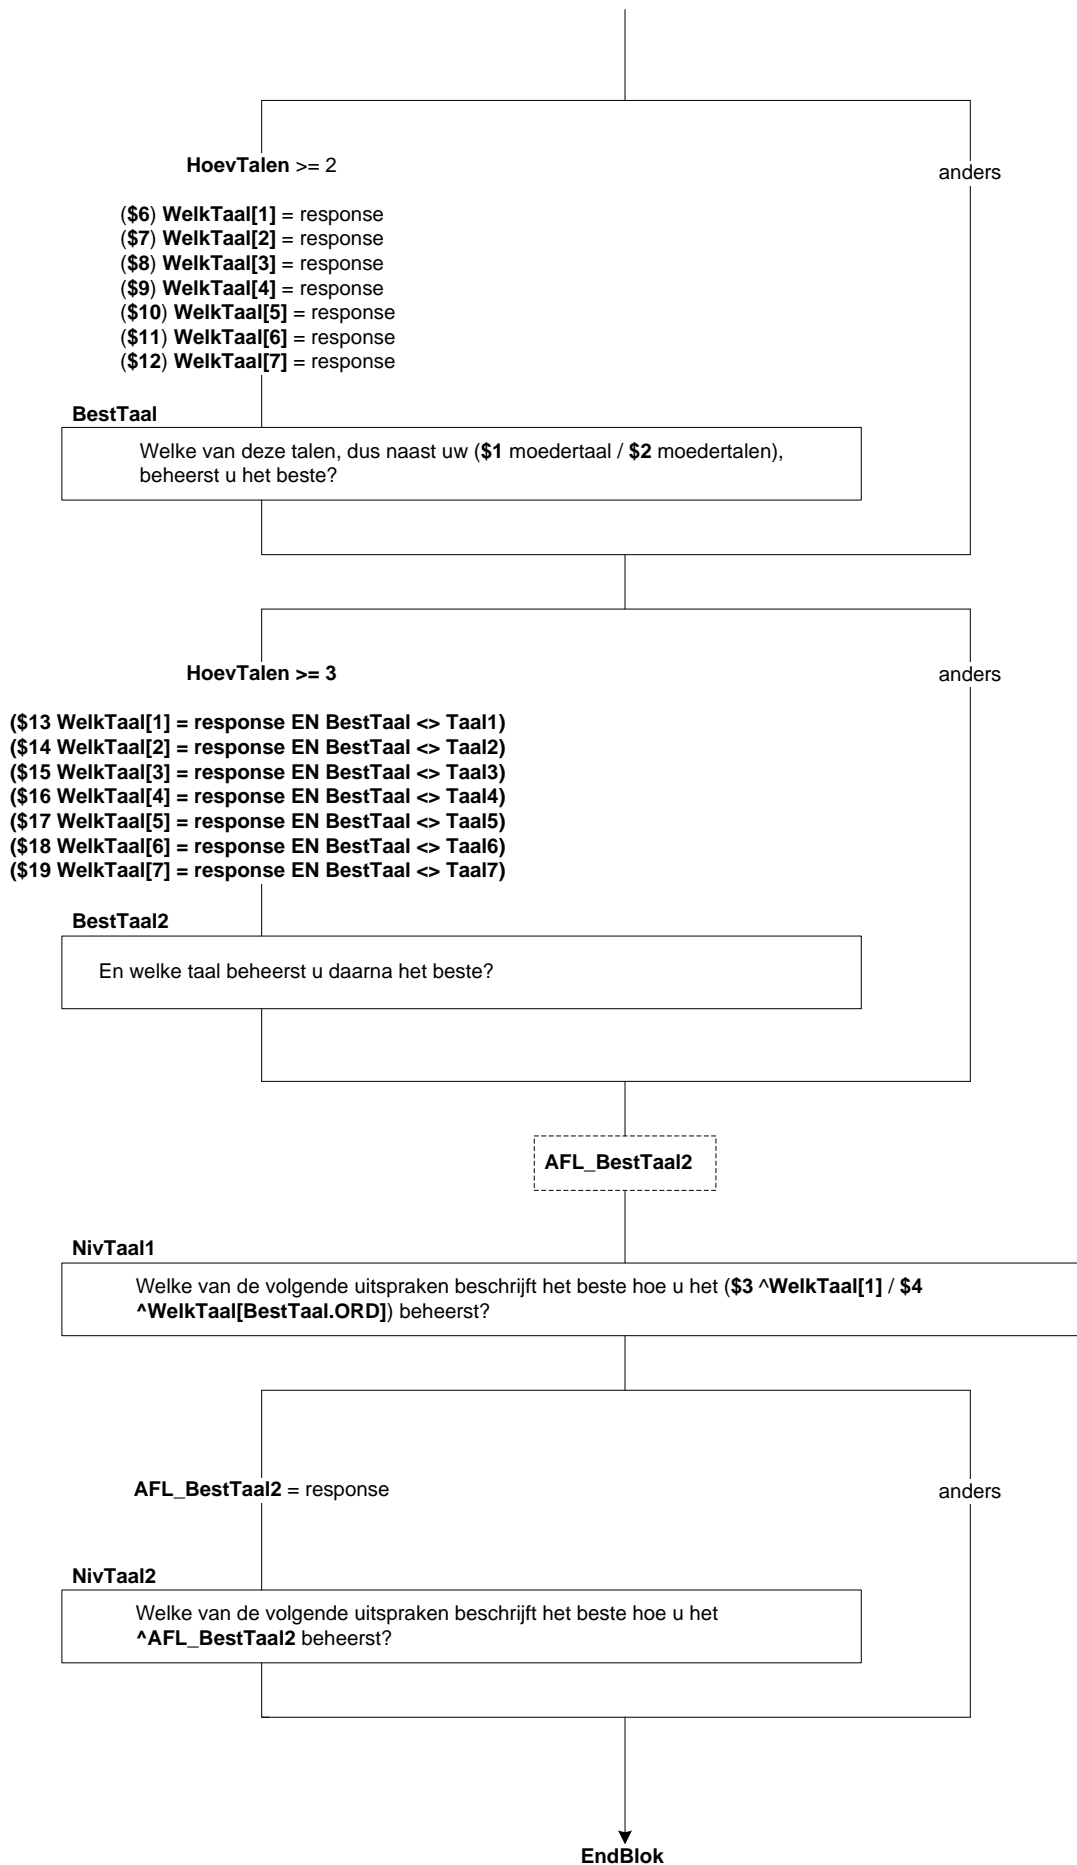 HoevTalen >= 2
anders
($6) WelkTaal[1] = response
($7) WelkTaal[2] = response
($8) WelkTaal[3] = response
($9) WelkTaal[4] = response
($10) WelkTaal[5] = response
($11) WelkTaal[6] = response
($12) WelkTaal[7] = response
BestTaal
Welke van deze talen, dus naast uw ($1 moedertaal / $2 moedertalen),
beheerst u het beste?
HoevTalen >= 3
anders
($13 WelkTaal[1] = response EN BestTaal <> Taal1)
($14 WelkTaal[2] = response EN BestTaal <> Taal2)
($15 WelkTaal[3] = response EN BestTaal <> Taal3)
($16 WelkTaal[4] = response EN BestTaal <> Taal4)
($17 WelkTaal[5] = response EN BestTaal <> Taal5)
($18 WelkTaal[6] = response EN BestTaal <> Taal6)
($19 WelkTaal[7] = response EN BestTaal <> Taal7)
BestTaal2
En welke taal beheerst u daarna het beste?
AFL_BestTaal2
NivTaal1
Welke van de volgende uitspraken beschrijft het beste hoe u het ($3 ^WelkTaal[1] / $4
^WelkTaal[BestTaal.ORD]) beheerst?
AFL_BestTaal2 = response
anders
NivTaal2
Welke van de volgende uitspraken beschrijft het beste hoe u het
^AFL_BestTaal2 beheerst?
EndBlok